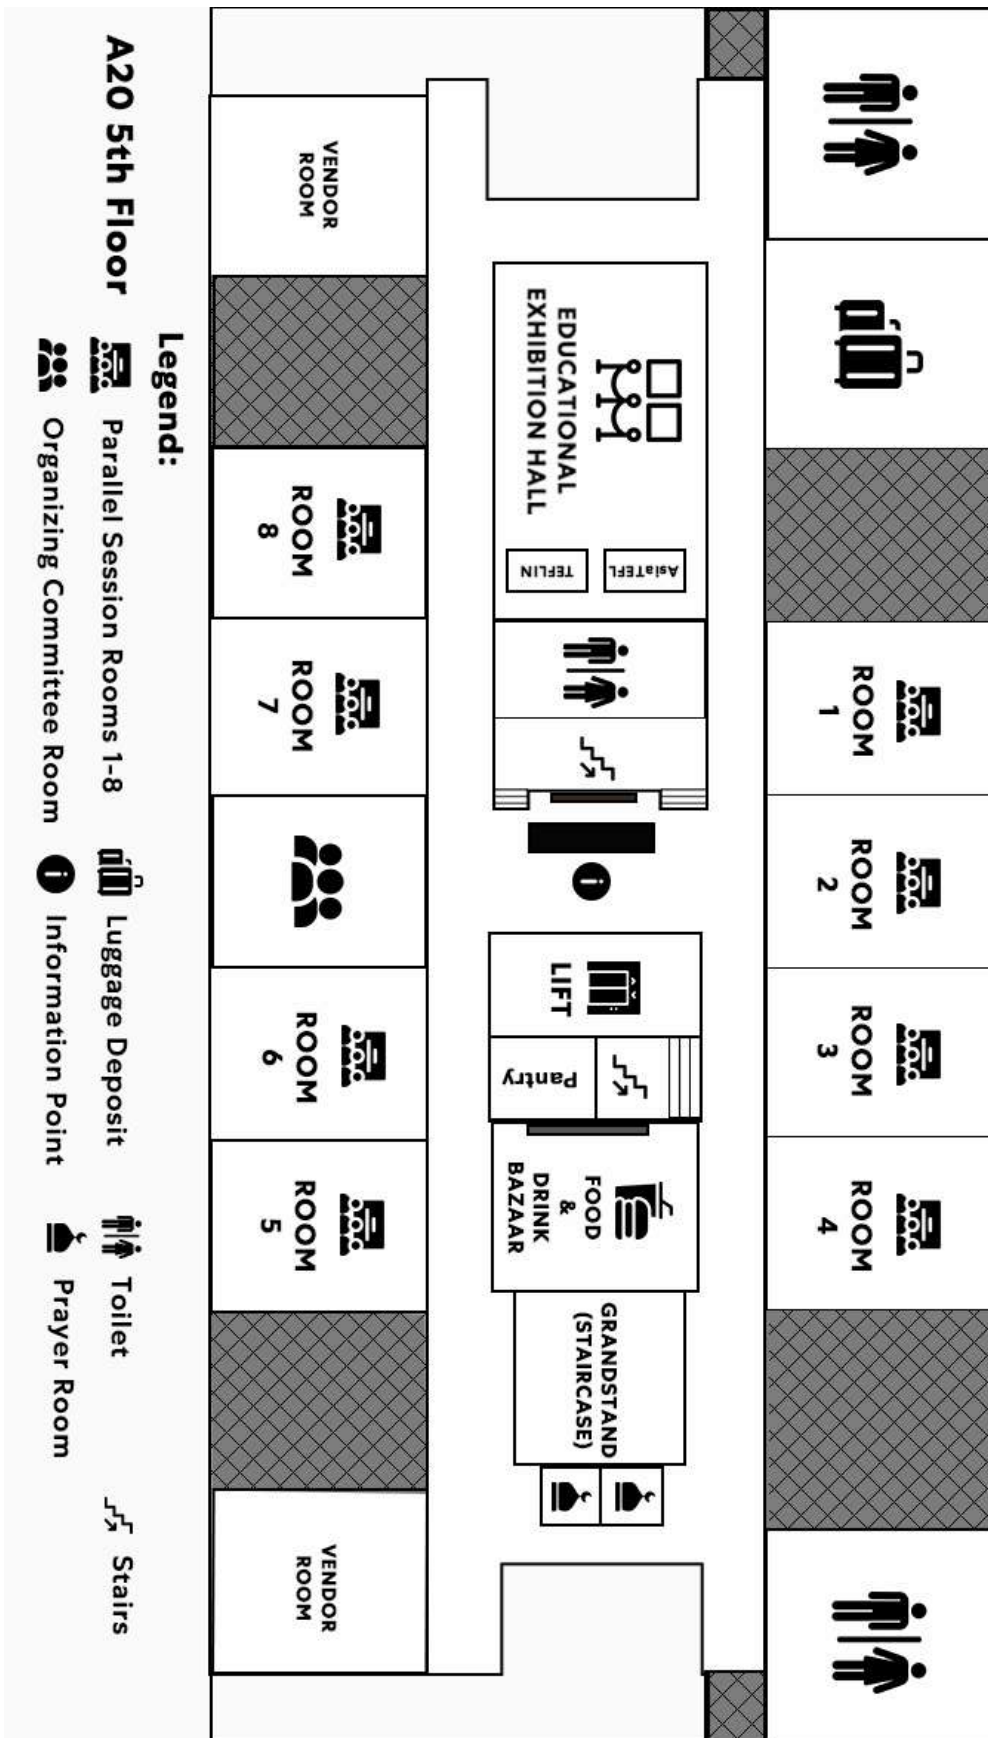 ROOM
1
ROOM
2
ROOM
3
ROOM
4
EDUCATIONAL
EXHIBITION HALL
AsiaTEFL
TEFLIN
LIFT
Pantry
FOOD
&
DRINK
BAZAAR
GRANDSTAND
(STAIRCASE)
VENDOR
ROOM
ROOM
8
ROOM
7
ROOM
6
ROOM
5
VENDOR
ROOM
A20 5th Floor
Legend:
Parallel Session Rooms 1-8
Luggage Deposit
Toilet
Stairs
Organizing Committee Room
Information Point
Prayer Room